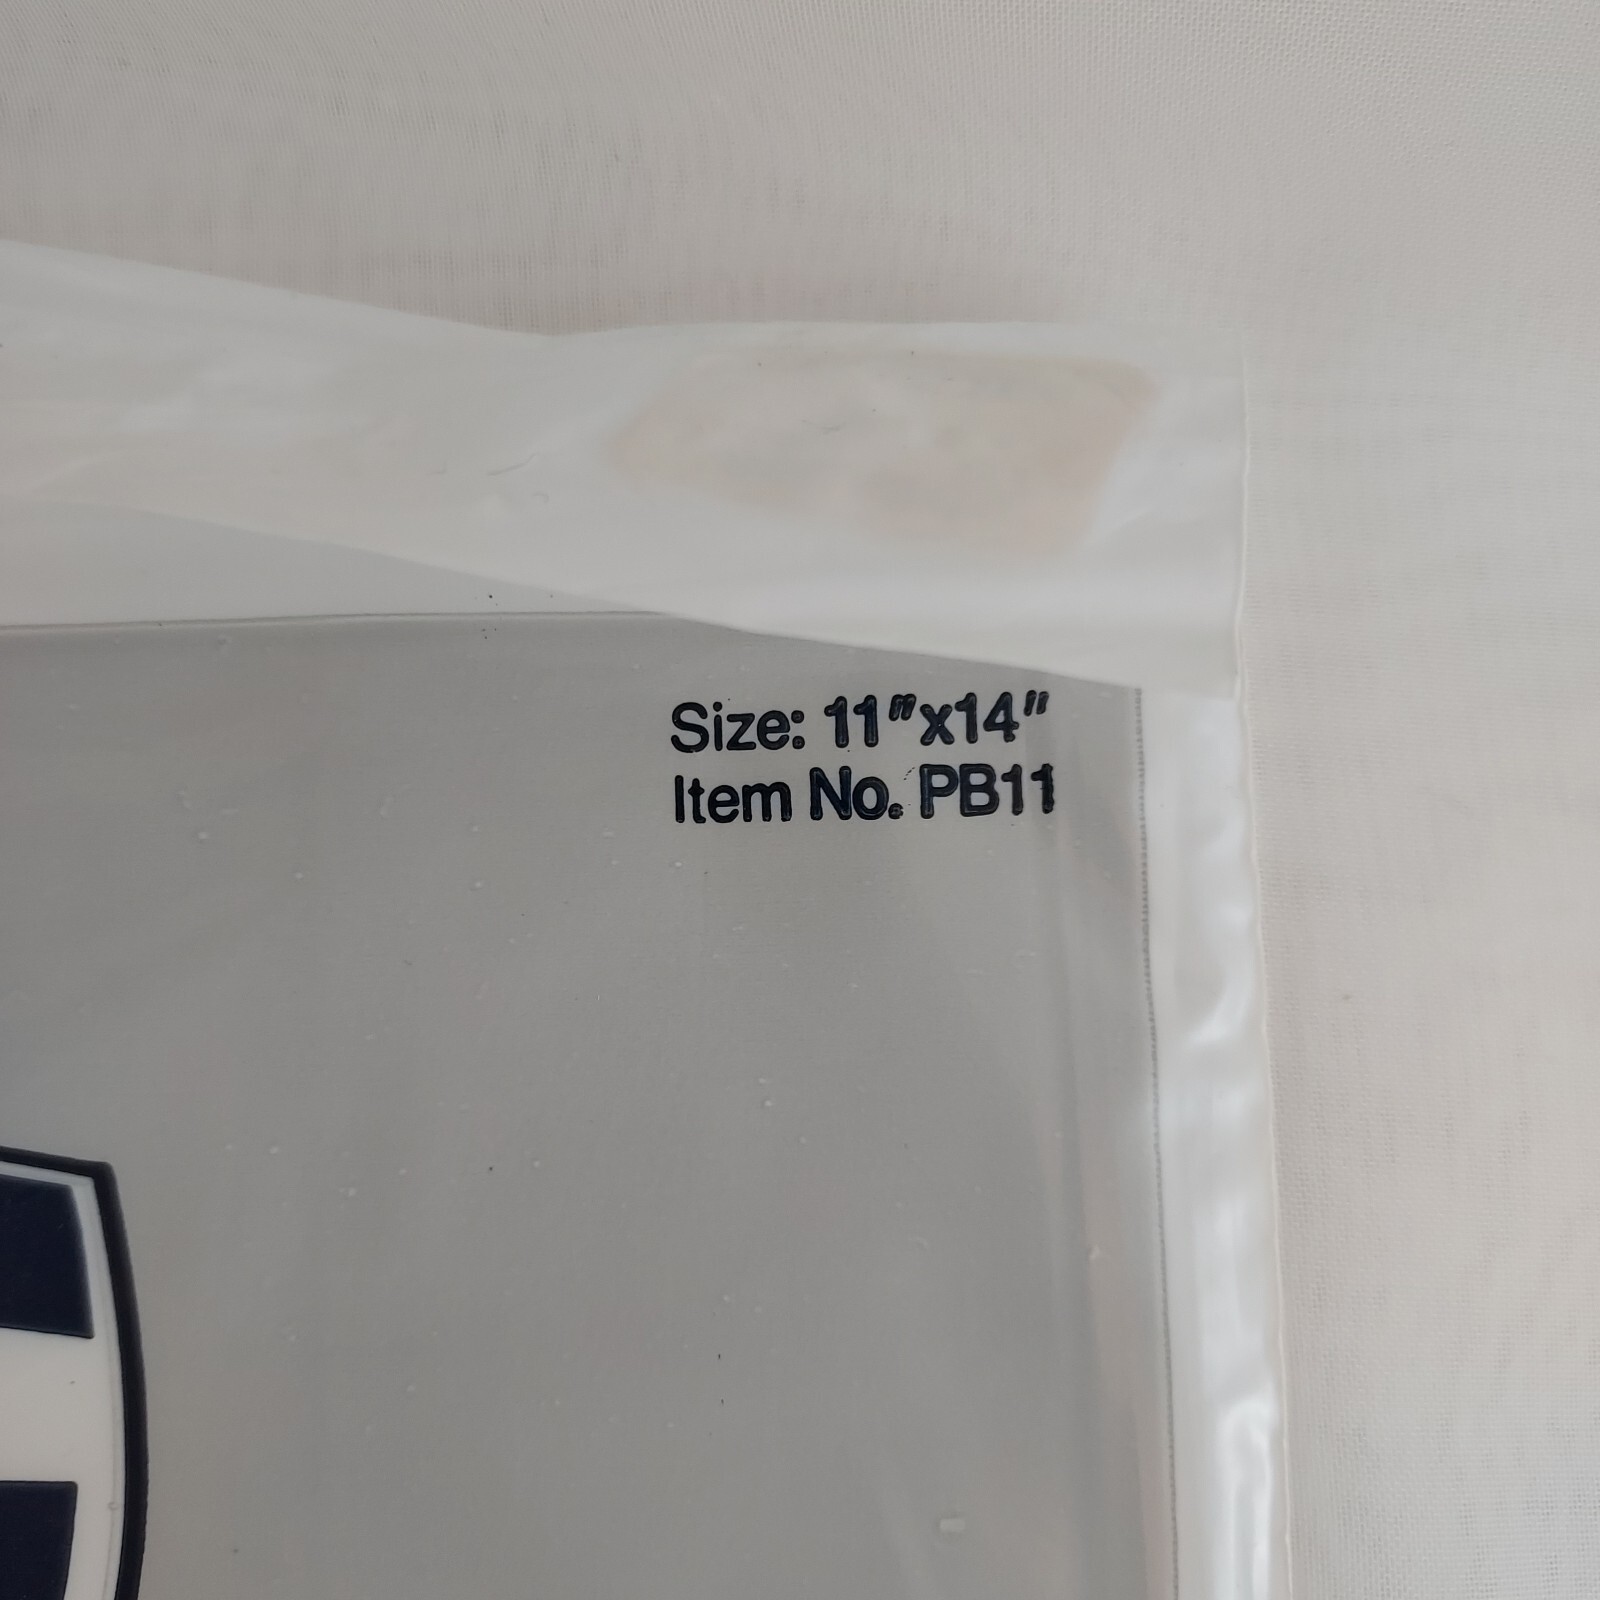 Size: 11"x14"
Item No. PB11